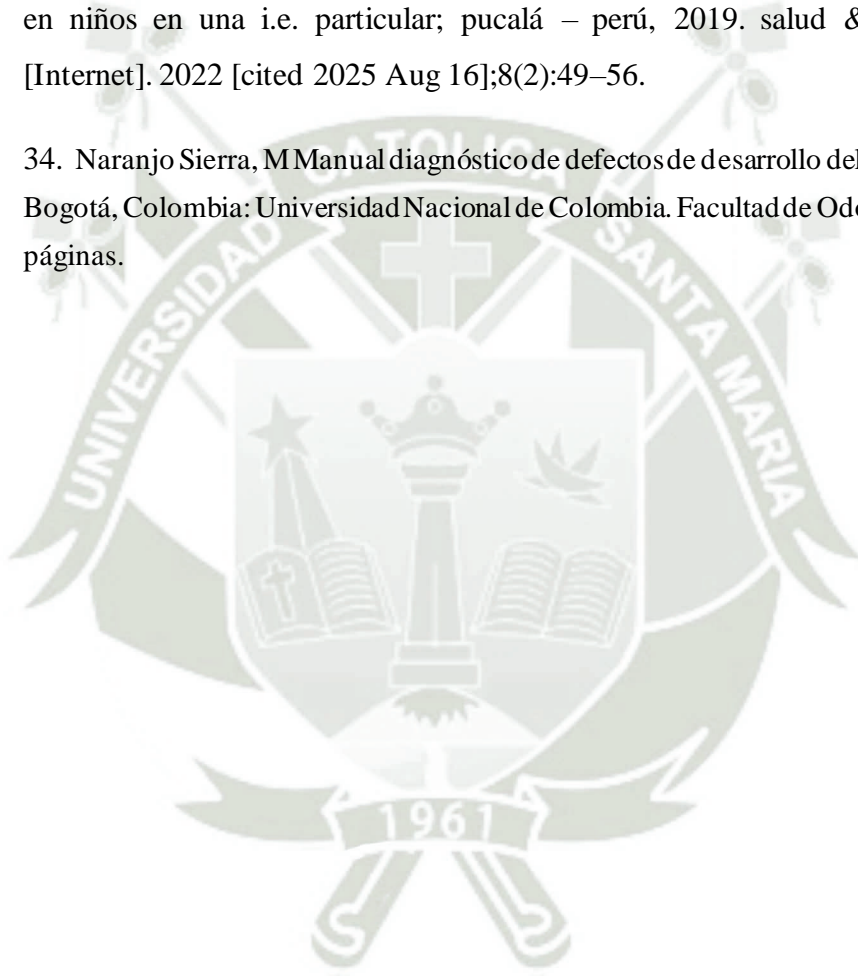 en niños en una i.e. particular; pucalá – perú, 2019. salud &
[Internet]. 2022 [cited 2025 Aug 16];8(2):49–56.
34. Naranjo Sierra, M Manual diagnóstico de defectos de desarrollo del
Bogotá, Colombia: Universidad Nacional de Colombia. Facultad de Odo
páginas.
UNIVERSIDAD CATOLICA SANTA MARIA
1961